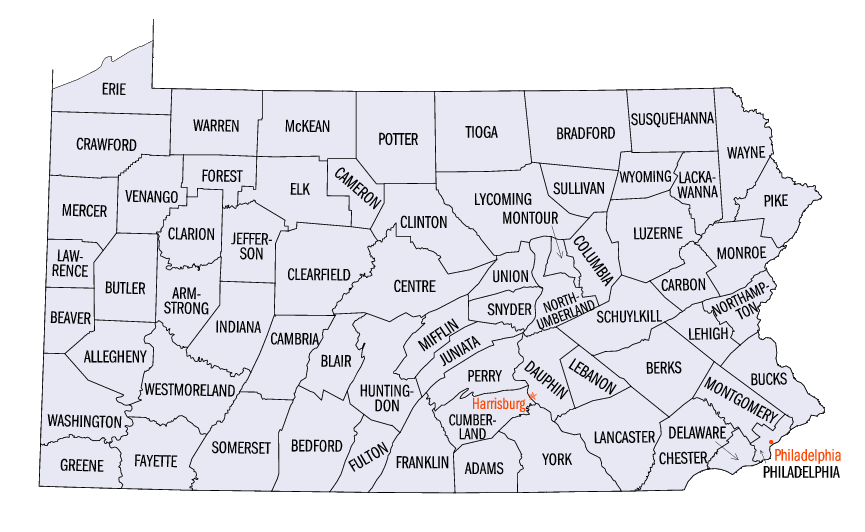 ERIE
WARREN
McKEAN
POTTER
TIOGA
BRADFORD
SUSQUEHANNA
CRAWFORD
WAYNE
FOREST
ELK
CAMERON
WYOMING
LACKA-
WANNA
SULLIVAN
VENANGO
LYCOMING
PIKE
MERCER
CLINTON
MONTOUR
CLARION
JEFFER-
SON
LUZERNE
COLUMBIA
MONROE
LAW-
RENCE
CLEARFIELD
UNION
BUTLER
CENTRE
CARBON
ARM-
STRONG
SNYDER
NORTH-
UMBERLAND
NORTHAMP-
TON
BEAVER
INDIANA
SCHUYLKILL
CAMBRIA
MIFFLIN
LEHIGH
ALLEGHENY
BLAIR
JUNIATA
PERRY
DAUPHIN
LEBANON
BERKS
BUCKS
WESTMORELAND
HUNTING-
DON
Harrisburg
MONTGOMERY
WASHINGTON
CUMBER-
LAND
SOMERSET
BEDFORD
FULTON
LANCASTER
DELAWARE
GREENE
FAYETTE
FRANKLIN
ADAMS
YORK
CHESTER
Philadelphia
PHILADELPHIA